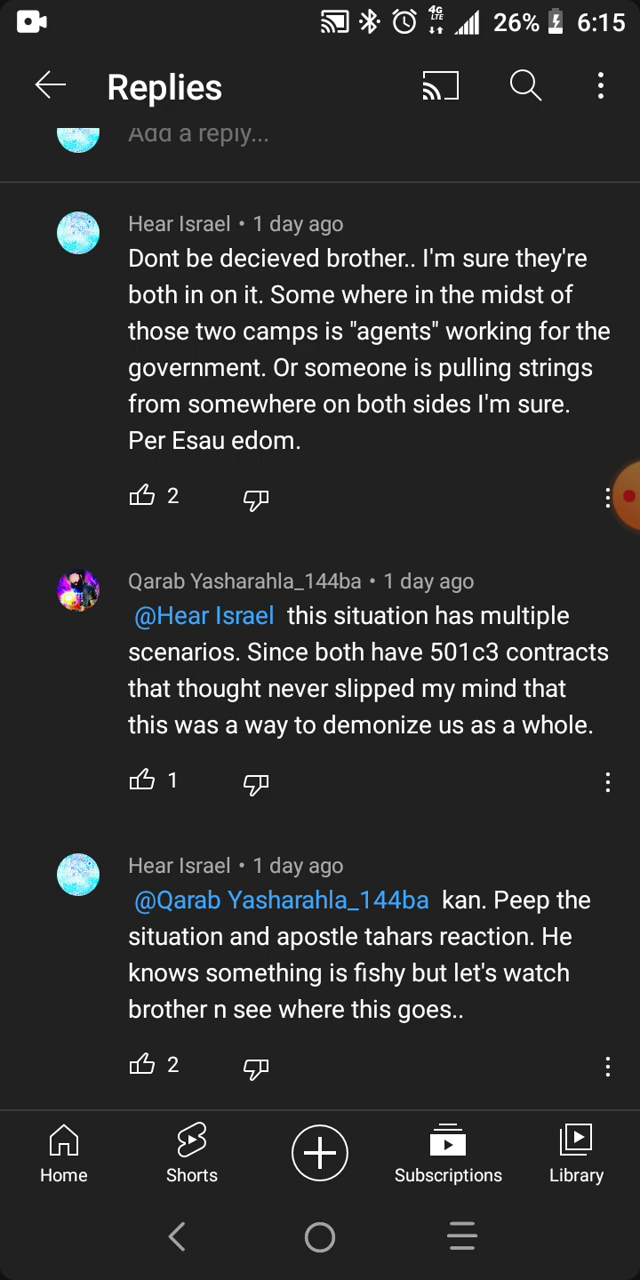 4G
LTE
26%
6:15
Replies
Add a reply...
Hear Israel • 1 day ago
Dont be decieved brother.. I'm sure they're
both in on it. Some where in the midst of
those two camps is "agents" working for the
government. Or someone is pulling strings
from somewhere on both sides I'm sure.
Per Esau edom.
2
Qarab Yasharahla_144ba • 1 day ago
@Hear Israel this situation has multiple
scenarios. Since both have 501c3 contracts
that thought never slipped my mind that
this was a way to demonize us as a whole.
1
Hear Israel • 1 day ago
@Qarab Yasharahla_144ba kan. Peep the
situation and apostle tahars reaction. He
knows something is fishy but let's watch
brother n see where this goes..
2
Home
Shorts
Subscriptions
Library